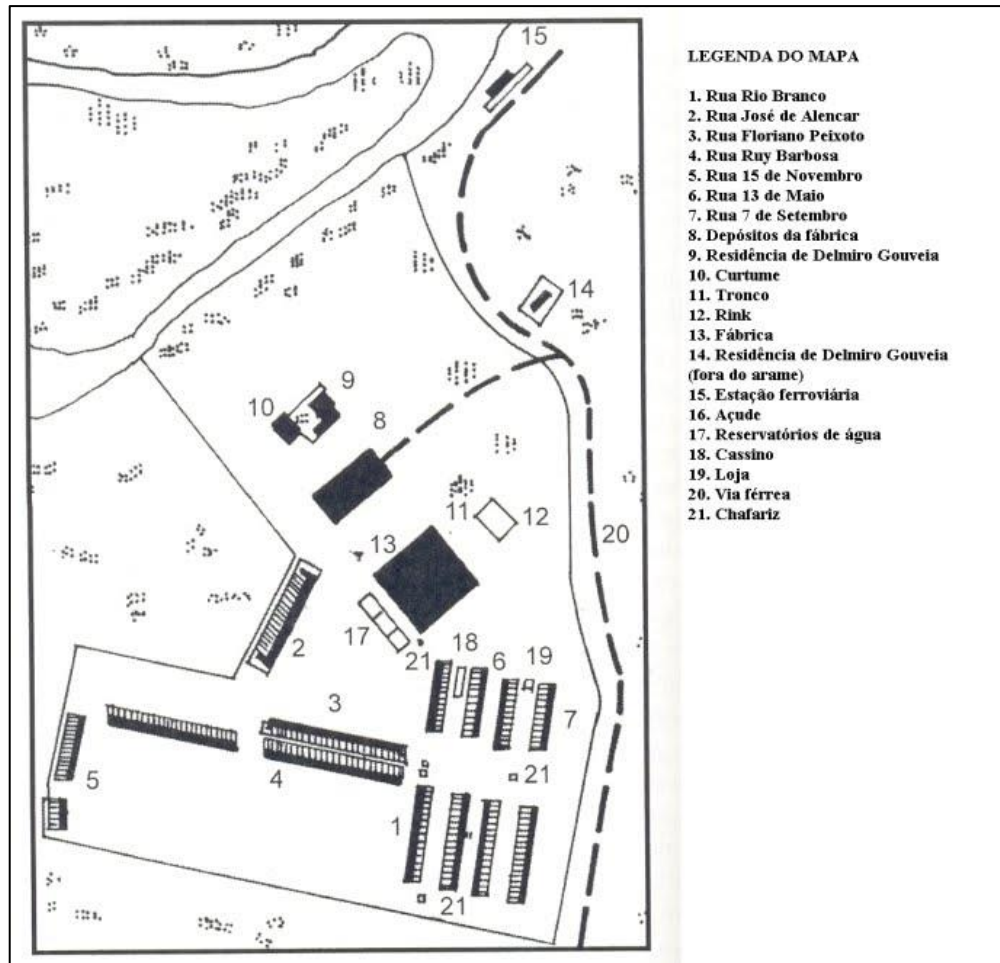 15
14
9
10
8
11
12
13
20
17
2
21
18
6
19
3
7
5
4
21
1
21
LEGENDA DO MAPA
1. Rua Rio Branco
2. Rua José de Alencar
3. Rua Floriano Peixoto
4. Rua Ruy Barbosa
5. Rua 15 de Novembro
6. Rua 13 de Maio
7. Rua 7 de Setembro
8. Depósitos da fábrica
9. Residência de Delmiro Gouveia
10. Curtume
11. Tronco
12. Rink
13. Fábrica
14. Residência de Delmiro Gouveia
(fora do arame)
15. Estação ferroviária
16. Açude
17. Reservatórios de água
18. Cassino
19. Loja
20. Via férrea
21. Chafariz